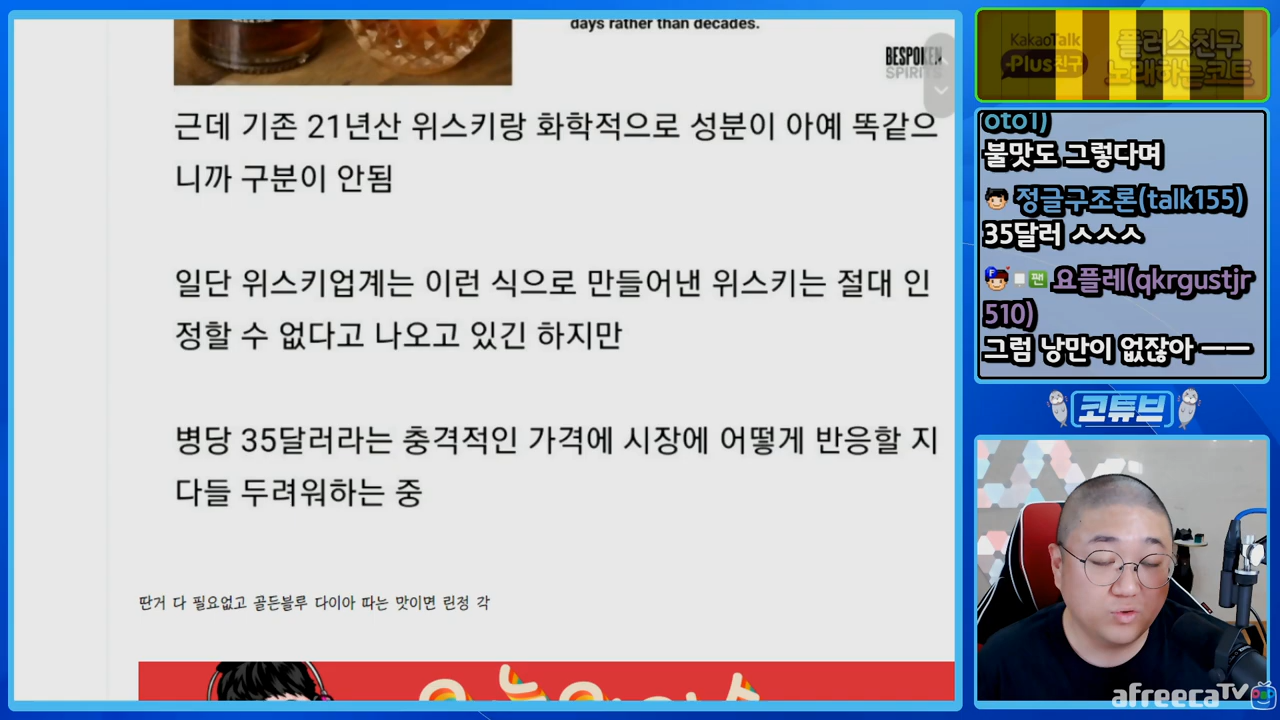 days rather than decades.
BESPOKEN
SPIRITS
근데 기존 21년산 위스키랑 화학적으로 성분이 아예 똑같으
니까 구분이 안됨
일단 위스키업계는 이런 식으로 만들어낸 위스키는 절대 인
정할 수 없다고 나오고 있긴 하지만
병당 35달러라는 충격적인 가격에 시장에 어떻게 반응할 지
다들 두려워하는 중
딴거 다 필요없고 골든블루 다이아 따는 맛이면 린정 각
KakaoTalk
Plus친구
플러스친구
노래하는코트
oto1)
불맛도 그렇다며
정글구조론(talk155)
35달러 ㅅㅅㅅ
F 팬 요플레(qkrgustjr
510)
그럼 낭만이 없잖아 ㅡㅡ
코튜브
afreecaTV